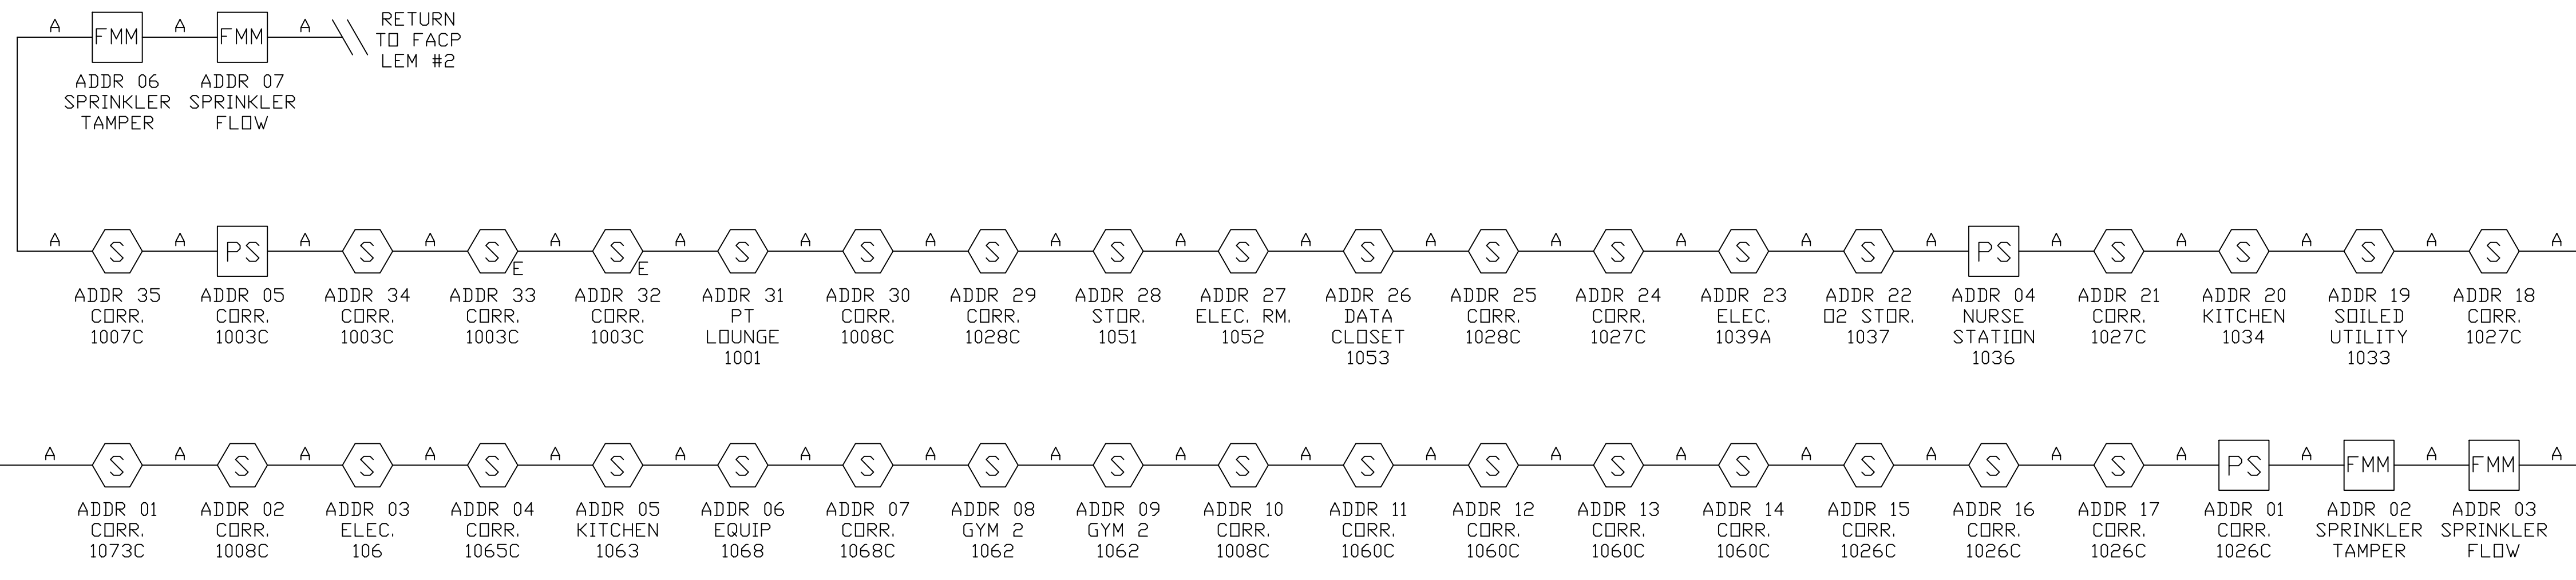 A A A RETURN
FMM FMM TO FACP
LEM #2
ADDR 06 ADDR 07
SPRINKLER SPRINKLER
TAMPER FLOW
A A A A A A A A A A A A A A A A A A A A A
S PS S S S S S S S S S S S S S PS S S S S
E E
ADDR 35 ADDR 05 ADDR 34 ADDR 33 ADDR 32 ADDR 31 ADDR 30 ADDR 29 ADDR 28 ADDR 27 ADDR 26 ADDR 25 ADDR 24 ADDR 23 ADDR 22 ADDR 04 ADDR 21 ADDR 20 ADDR 19 ADDR 18
CORR. CORR. CORR. CORR. CORR. PT CORR. CORR. STOR. ELEC. RM. DATA CORR. CORR. ELEC. O2 STOR. NURSE CORR. KITCHEN SOILED CORR.
1007C 1003C 1003C 1003C 1003C LOUNGE 1008C 1028C 1051 1052 CLOSET 1028C 1027C 1039A 1037 STATION 1027C 1034 UTILITY 1027C
1001 1053 1036 1033
A A A A A A A A A A A A A A A A A A A A A
S S S S S S S S S S S S S S S S S PS FMM FMM
ADDR 01 ADDR 02 ADDR 03 ADDR 04 ADDR 05 ADDR 06 ADDR 07 ADDR 08 ADDR 09 ADDR 10 ADDR 11 ADDR 12 ADDR 13 ADDR 14 ADDR 15 ADDR 16 ADDR 17 ADDR 01 ADDR 02 ADDR 03
CORR. CORR. ELEC. CORR. KITCHEN EQUIP CORR. GYM 2 GYM 2 CORR. CORR. CORR. CORR. CORR. CORR. CORR. CORR. CORR. SPRINKLER SPRINKLER
1073C 1008C 106 1065C 1063 1068 1068C 1062 1062 1008C 1060C 1060C 1060C 1060C 1026C 1026C 1026C 1026C TAMPER FLOW